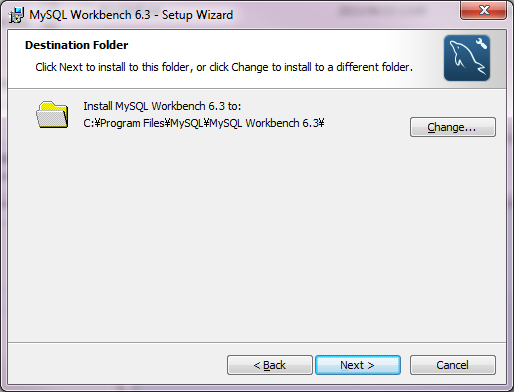 MySQL Workbench 6.3 - Setup Wizard
Destination Folder
Click Next to install to this folder, or click Change to install to a different folder.
Install MySQL Workbench 6.3 to:
C:¥Program Files¥MySQL¥MySQL Workbench 6.3¥
Change...
< Back
Next >
Cancel